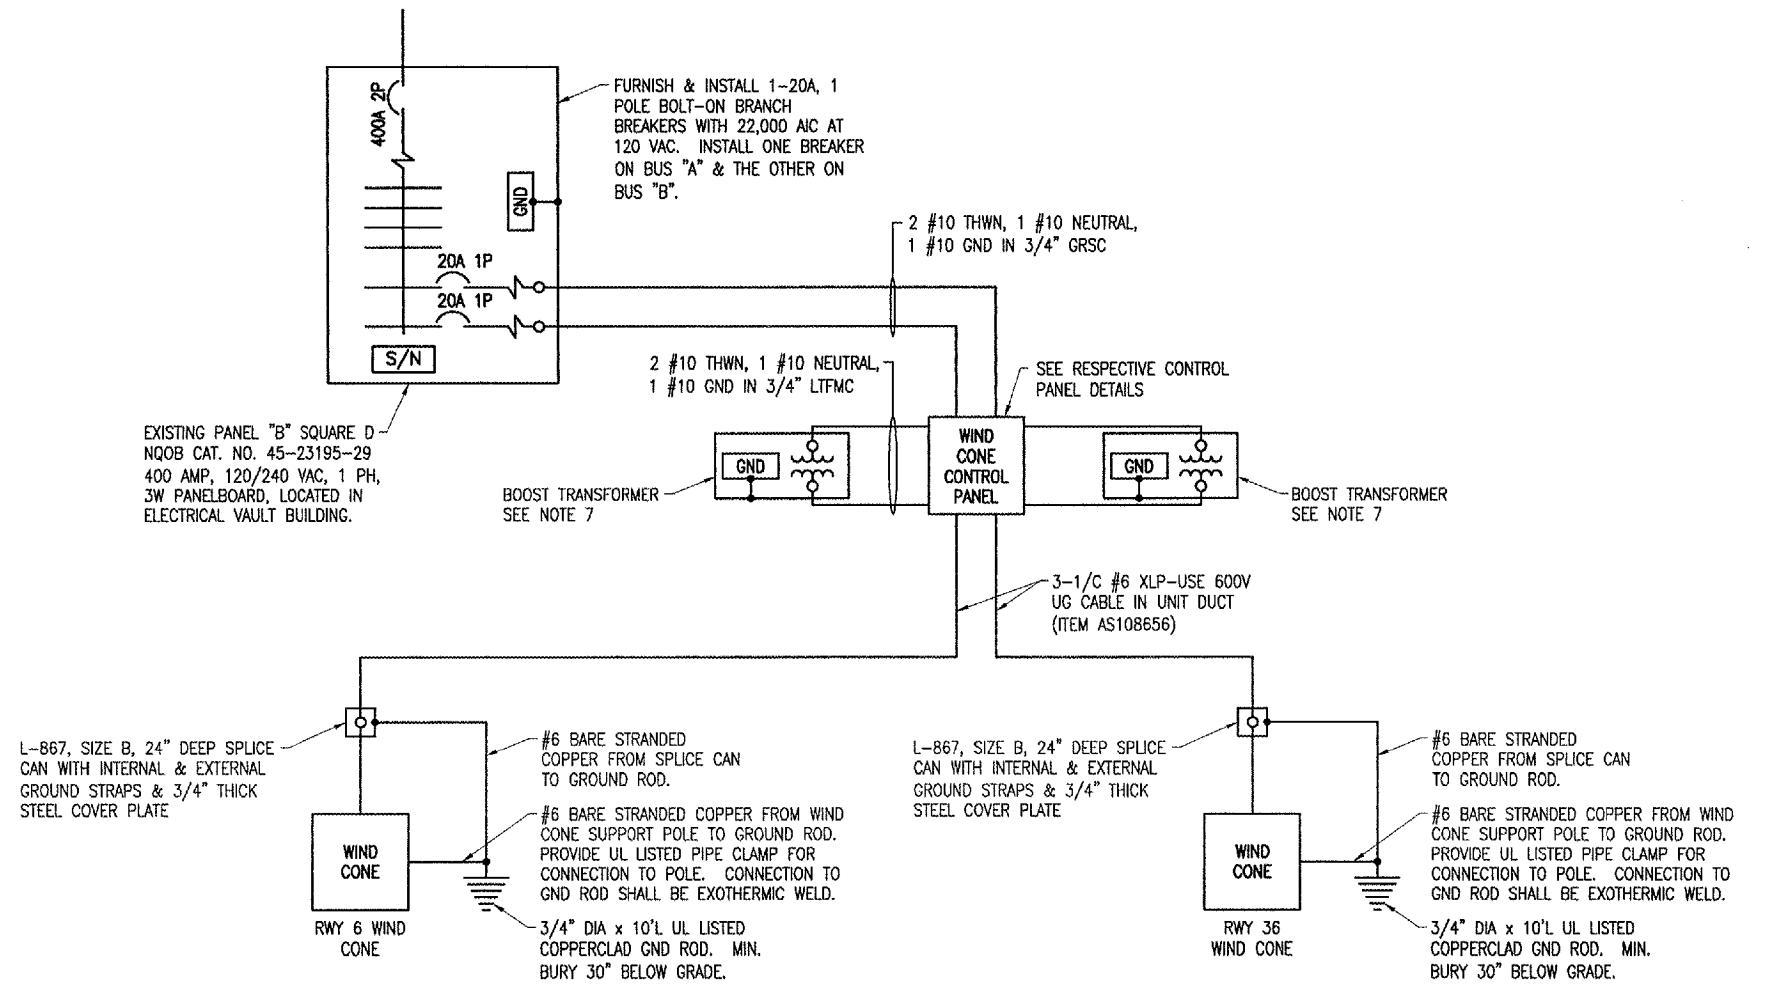 400A 2P
FURNISH & INSTALL 1-20A, 1
POLE BOLT-ON BRANCH
BREAKERS WITH 22,000 AIC AT
120 VAC. INSTALL ONE BREAKER
ON BUS "A" & THE OTHER ON
BUS "B".
GND
20A 1P
20A 1P
S/N
2 #10 THWN, 1 #10 NEUTRAL,
1 #10 GND IN 3/4" GRSC
2 #10 THWN, 1 #10 NEUTRAL,
1 #10 GND IN 3/4" LTFMC
SEE RESPECTIVE CONTROL
PANEL DETAILS
EXISTING PANEL "B" SQUARE D
NQOB CAT. NO. 45-23195-29
400 AMP, 120/240 VAC, 1 PH,
3W PANELBOARD, LOCATED IN
ELECTRICAL VAULT BUILDING.
GND
WIND
CONE
CONTROL
PANEL
GND
BOOST TRANSFORMER
SEE NOTE 7
BOOST TRANSFORMER
SEE NOTE 7
3-1/C #6 XLP-USE 600V
UG CABLE IN UNIT DUCT
(ITEM AS108656)
L-867, SIZE B, 24" DEEP SPLICE
CAN WITH INTERNAL & EXTERNAL
GROUND STRAPS & 3/4" THICK
STEEL COVER PLATE
#6 BARE STRANDED
COPPER FROM SPLICE CAN
TO GROUND ROD.
#6 BARE STRANDED COPPER FROM WIND
CONE SUPPORT POLE TO GROUND ROD.
PROVIDE UL LISTED PIPE CLAMP FOR
CONNECTION TO POLE. CONNECTION TO
GND ROD SHALL BE EXOTHERMIC WELD.
WIND
CONE
RWY 6 WIND
CONE
3/4" DIA x 10'L UL LISTED
COPPERCLAD GND ROD. MIN.
BURY 30" BELOW GRADE.
L-867, SIZE B, 24" DEEP SPLICE
CAN WITH INTERNAL & EXTERNAL
GROUND STRAPS & 3/4" THICK
STEEL COVER PLATE
#6 BARE STRANDED
COPPER FROM SPLICE CAN
TO GROUND ROD.
#6 BARE STRANDED COPPER FROM WIND
CONE SUPPORT POLE TO GROUND ROD.
PROVIDE UL LISTED PIPE CLAMP FOR
CONNECTION TO POLE. CONNECTION TO
GND ROD SHALL BE EXOTHERMIC WELD.
WIND
CONE
RWY 36
WIND CONE
3/4" DIA x 10'L UL LISTED
COPPERCLAD GND ROD. MIN.
BURY 30" BELOW GRADE.